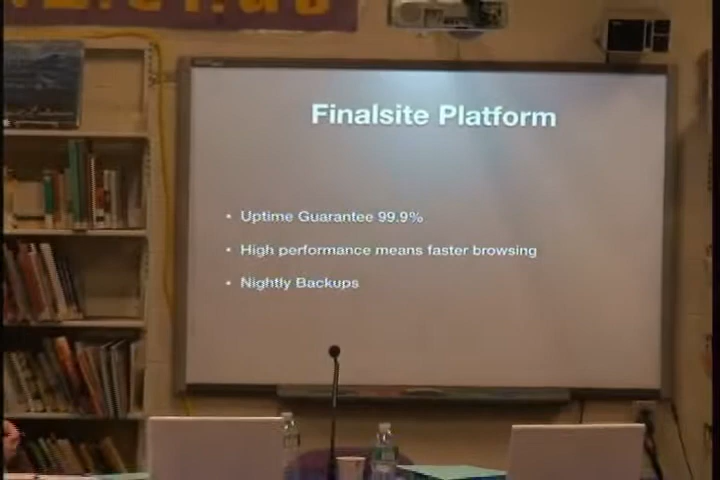 Finalsite Platform
• Uptime Guarantee 99.9%
• High performance means faster browsing
• Nightly Backups